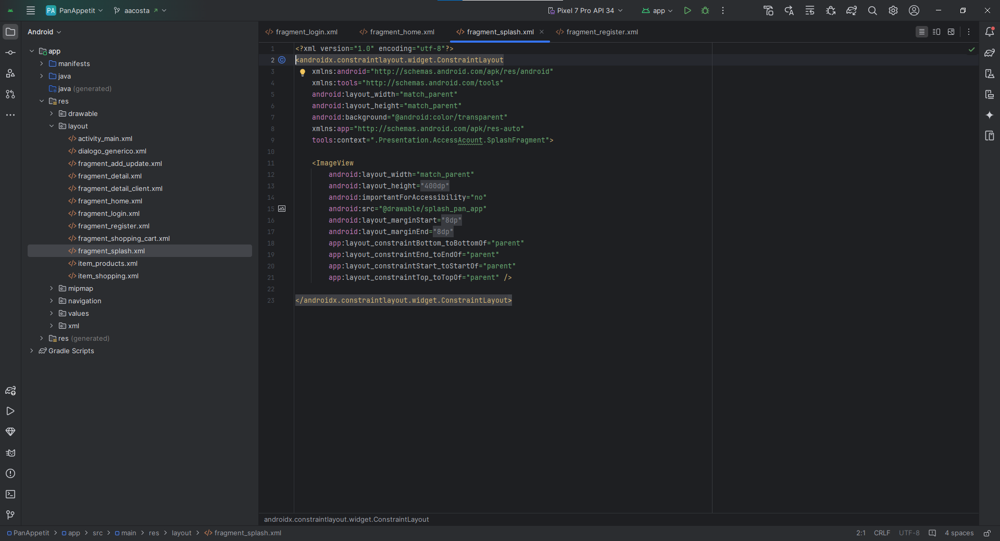 PA PanAppetit aacosta Pixel 7 Pro API 34 app
Android
app
manifests
java
java (generated)
res
drawable
layout
activity_main.xml
dialogo_generico.xml
fragment_add_update.xml
fragment_detail.xml
fragment_detail_client.xml
fragment_home.xml
fragment_login.xml
fragment_register.xml
fragment_shopping_cart.xml
fragment_splash.xml
item_products.xml
item_shopping.xml
mipmap
navigation
values
xml
res (generated)
Gradle Scripts
fragment_login.xml fragment_home.xml fragment_splash.xml fragment_register.xml
1 <?xml version="1.0" encoding="utf-8"?>
2 <androidx.constraintlayout.widget.ConstraintLayout
3 xmlns:android="http://schemas.android.com/apk/res/android"
4 xmlns:tools="http://schemas.android.com/tools"
5 android:layout_width="match_parent"
6 android:layout_height="match_parent"
7 android:background="@android:color/transparent"
8 xmlns:app="http://schemas.android.com/apk/res-auto"
9 tools:context=".Presentation.AccessAcount.SplashFragment">
10
11 <ImageView
12 android:layout_width="match_parent"
13 android:layout_height="400dp"
14 android:importantForAccessibility="no"
15 android:src="@drawable/splash_pan_app"
16 android:layout_marginStart="8dp"
17 android:layout_marginEnd="8dp"
18 app:layout_constraintBottom_toBottomOf="parent"
19 app:layout_constraintEnd_toEndOf="parent"
20 app:layout_constraintStart_toStartOf="parent"
21 app:layout_constraintTop_toTopOf="parent" />
22
23 </androidx.constraintlayout.widget.ConstraintLayout>
androidx.constraintlayout.widget.ConstraintLayout
PanAppetit > app > src > main > res > layout > fragment_splash.xml 2:1 CRLF UTF-8 4 spaces